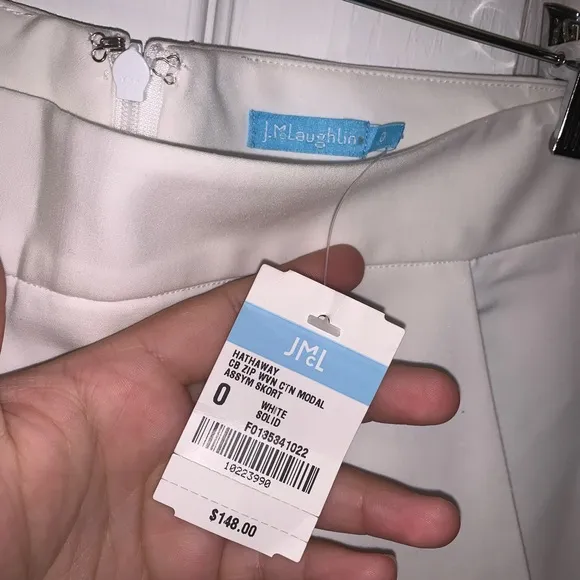 J.McLaughlin
0
JMcL
HATHAWAY
CB ZIP WVN CTN MODAL
ASSYM SKORT
0
WHITE
SOLID
F0135341022
10223990
$148.00